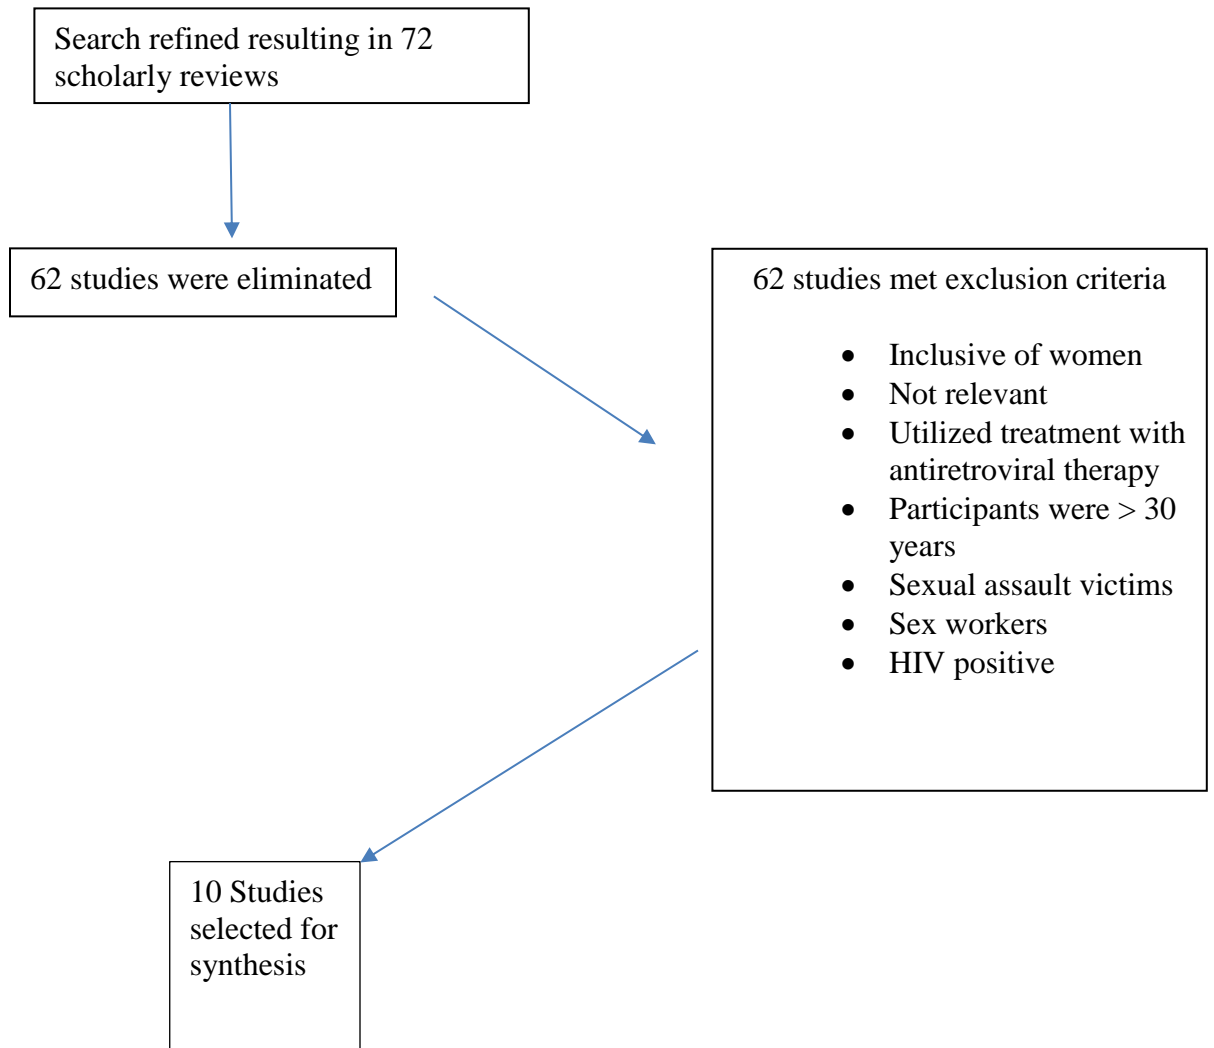 Search refined resulting in 72
scholarly reviews
62 studies were eliminated
62 studies met exclusion criteria
• Inclusive of women
• Not relevant
• Utilized treatment with
antiretroviral therapy
• Participants were > 30
years
• Sexual assault victims
• Sex workers
• HIV positive
10 Studies
selected for
synthesis